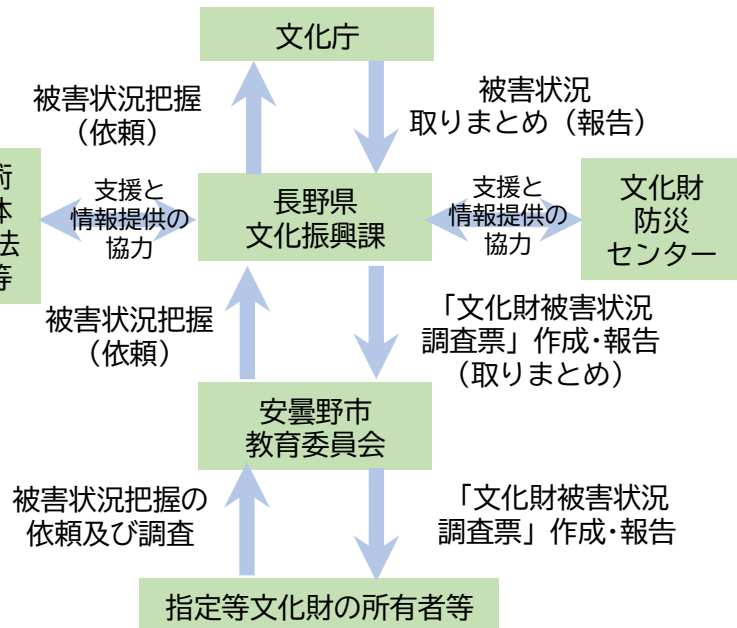 文化庁
被害状況把握
（依頼）
被害状況
取りまとめ（報告）
術
体
法
等
支援と
情報提供の
協力
長野県
文化振興課
支援と
情報提供の
協力
文化財
防災
センター
被害状況把握
（依頼）
「文化財被害状況
調査票」作成･報告
（取りまとめ）
安曇野市
教育委員会
被害状況把握の
依頼及び調査
「文化財被害状況
調査票」作成･報告
指定等文化財の所有者等